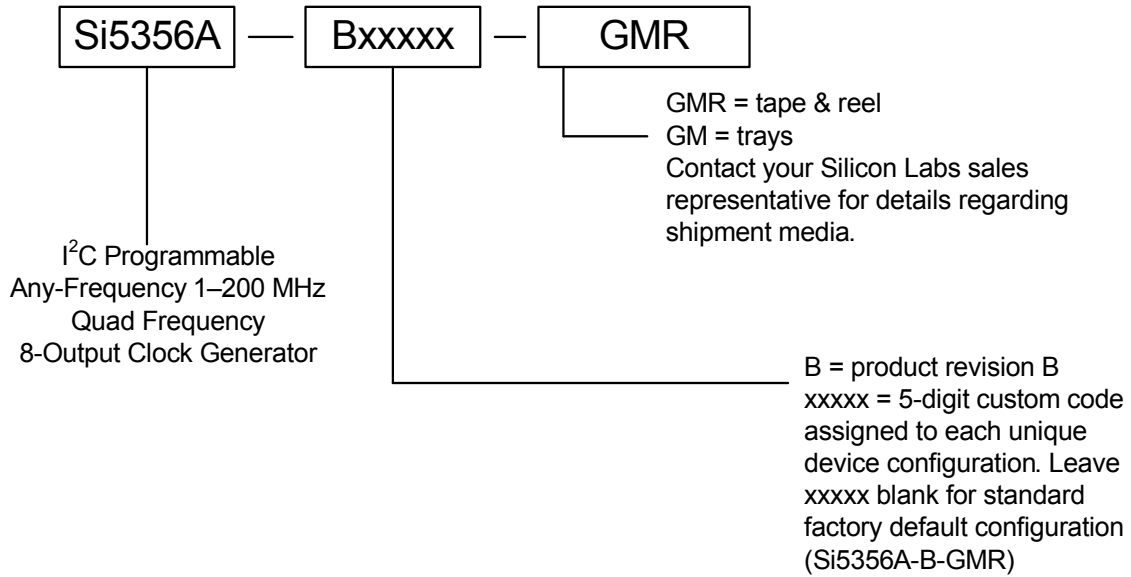 Si5356A — Bxxxxx — GMR
GMR = tape & reel
GM = trays
Contact your Silicon Labs sales
representative for details regarding
shipment media.
I²C Programmable
Any-Frequency 1–200 MHz
Quad Frequency
8-Output Clock Generator
B = product revision B
xxxxx = 5-digit custom code
assigned to each unique
device configuration. Leave
xxxxx blank for standard
factory default configuration
(Si5356A-B-GMR)